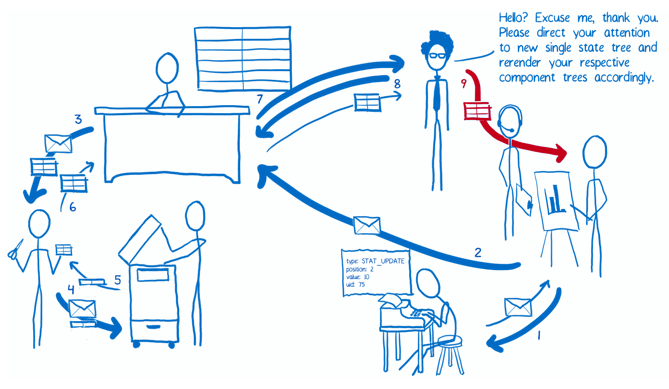 Hello? Excuse me, thank you.
Please direct your attention
to new single state tree and
rerender your respective
component trees accordingly.
7
8
9
3
6
5
4
2
type: STAT_UPDATE
position: 2
value: 10
uid: 75
1